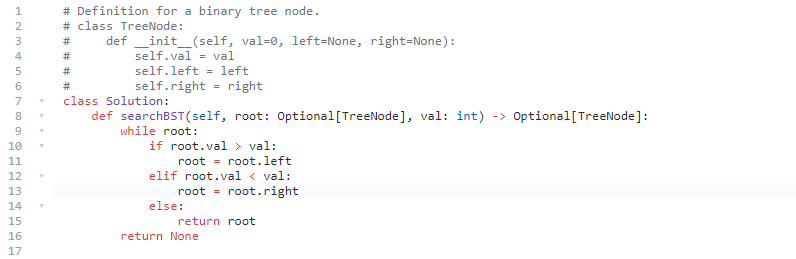 1 # Definition for a binary tree node.
2 # class TreeNode:
3 #     def __init__(self, val=0, left=None, right=None):
4 #         self.val = val
5 #         self.left = left
6 #         self.right = right
7 class Solution:
8     def searchBST(self, root: Optional[TreeNode], val: int) -> Optional[TreeNode]:
9         while root:
10             if root.val > val:
11                 root = root.left
12             elif root.val < val:
13                 root = root.right
14             else:
15                 return root
16         return None
17